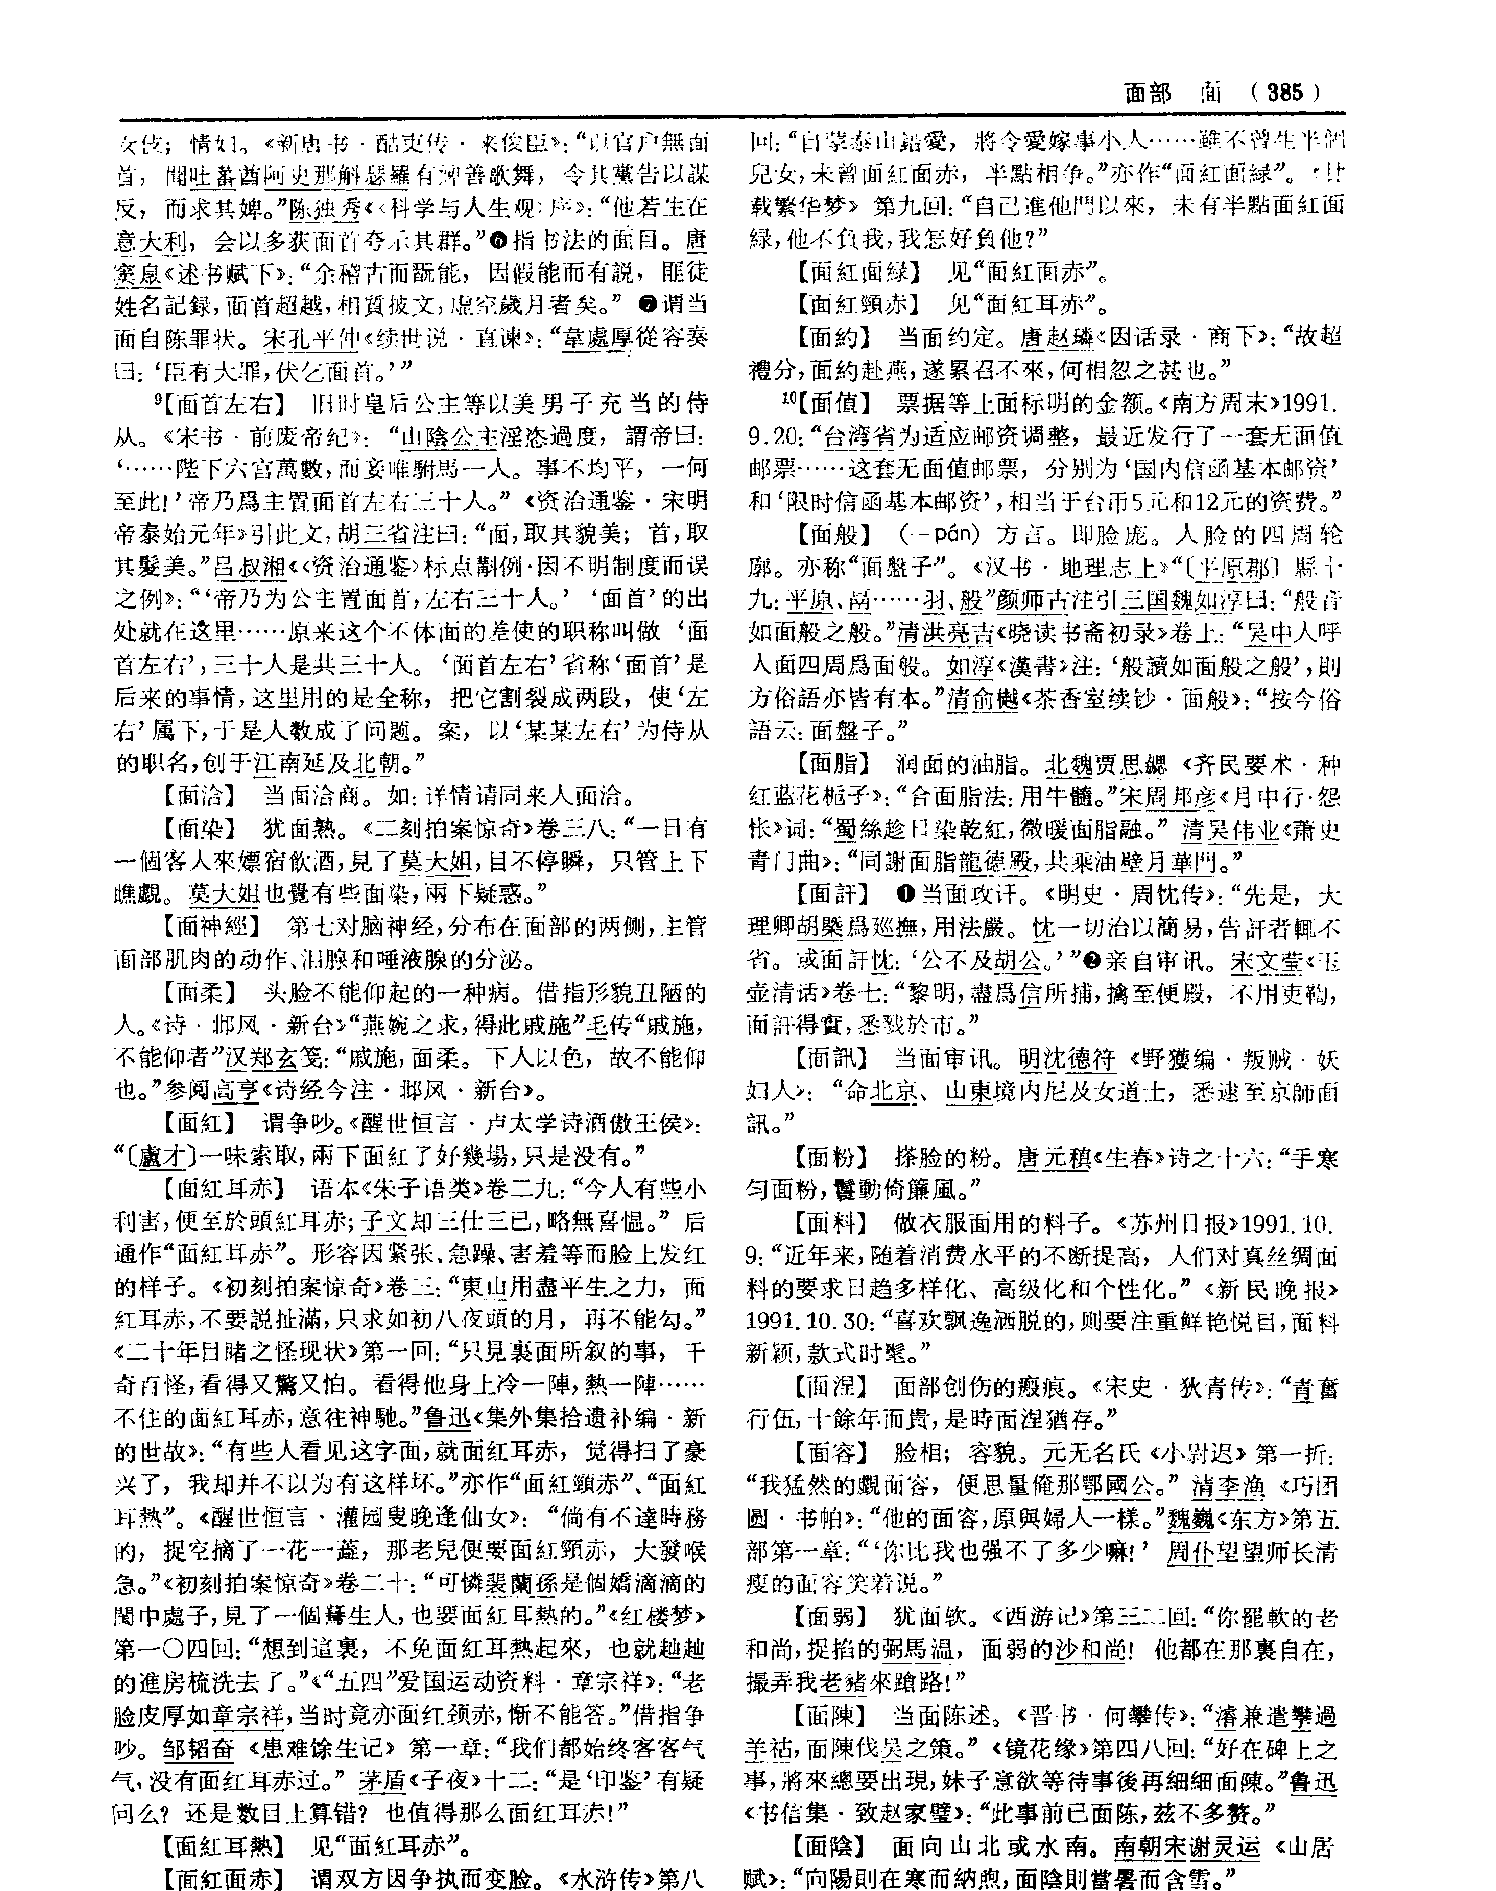 面部 面 （385）
女伎；情妇。《新唐书·酷吏传·来俊臣》：“以官户無面
首，聞吐蕃酋阿史那斛瑟羅有婢善歌舞，令其黨告以謀
反，而求其婢。”陈独秀《〈科学与人生观〉序》：“他若生在
意大利，会以多获面首夸示其群。”❻指书法的面目。唐
窦臮《述书赋下》：“余稽古而翫能，因假能而有説，匪徒
姓名記録，面首超越，相質披文，虚空歲月者矣。”❼谓当
面自陈罪状。宋孔平仲《续世说·直谏》：“韋處厚從容奏
曰：‘臣有大罪，伏乞面首。’”
⁹【面首左右】 旧时皇后公主等以美男子充当的侍
从。《宋书·前废帝纪》：“山陰公主淫恣過度，謂帝曰：
‘……陛下六宫萬數，而妾唯駙馬一人。事不均平，一何
至此！’帝乃爲主置面首左右三十人。”《资治通鉴·宋明
帝泰始元年》引此文，胡三省注曰：“面，取其貌美；首，取
其髮美。”吕叔湘《〈资治通鉴〉标点斠例·因不明制度而误
之例》：“‘帝乃为公主置面首，左右三十人。’‘面首’的出
处就在这里……原来这个不体面的差使的职称叫做‘面
首左右’，三十人是共三十人。‘面首左右’省称‘面首’是
后来的事情，这里用的是全称，把它割裂成两段，使‘左
右’属下，于是人数成了问题。案，以‘某某左右’为侍从
的职名，创于江南延及北朝。”
【面洽】 当面洽商。如：详情请同来人面洽。
【面染】 犹面熟。《二刻拍案惊奇》卷三八：“一日有
一個客人來嫖宿飲酒，見了莫大姐，目不停瞬，只管上下
瞧覷。莫大姐也覺有些面染，兩下疑惑。”
【面神經】 第七对脑神经，分布在面部的两侧，主管
面部肌肉的动作、泪腺和唾液腺的分泌。
【面柔】 头脸不能仰起的一种病。借指形貌丑陋的
人。《诗·邶风·新台》“燕婉之求，得此戚施”毛传“戚施，
不能仰者”汉郑玄笺：“戚施，面柔。下人以色，故不能仰
也。”参阅高亨《诗经今注·邶风·新台》。
【面紅】 谓争吵。《醒世恒言·卢太学诗酒傲王侯》：
“〔盧才〕一味索取，兩下面紅了好幾場，只是没有。”
【面紅耳赤】 语本《朱子语类》卷二九：“今人有些小
利害，便至於頭紅耳赤；子文却三仕三已，略無喜愠。”后
通作“面紅耳赤”。形容因紧张、急躁、害羞等而脸上发红
的样子。《初刻拍案惊奇》卷三：“東山用盡平生之力，面
紅耳赤，不要説扯滿，只求如初八夜頭的月，再不能勾。”
《二十年目睹之怪现状》第一回：“只見裏面所叙的事，千
奇百怪，看得又驚又怕。看得他身上冷一陣，熱一陣……
不住的面紅耳赤，意往神馳。”鲁迅《集外集拾遗补编·新
的世故》：“有些人看见这字面，就面红耳赤，觉得扫了豪
兴了，我却并不以为有这样坏。”亦作“面紅頸赤”、“面紅
耳熱”。《醒世恒言·灌园叟晚逢仙女》：“倘有不達時務
的，捉空摘了一花一蕊，那老兒便要面紅頸赤，大發喉
急。”《初刻拍案惊奇》卷二十：“可憐裴蘭孫是個嬌滴滴的
閨中處子，見了一個驀生人，也要面紅耳熱的。”《红楼梦》
第一〇四回：“想到這裏，不免面紅耳熱起來，也就趔趔
的進房梳洗去了。”《“五四”爱国运动资料·章宗祥》：“老
脸皮厚如章宗祥，当时竟亦面红颈赤，惭不能答。”借指争
吵。邹韬奋《患难馀生记》第一章：“我们都始终客客气
气，没有面红耳赤过。”茅盾《子夜》十二：“是‘印鉴’有疑
问么？还是数目上算错？也值得那么面红耳赤！”
【面紅耳熱】 见“面紅耳赤”。
【面紅面赤】 谓双方因争执而变脸。《水浒传》第八
回：“自蒙泰山錯愛，將令愛嫁事小人……雖不曾生半個
兒女，未曾面紅面赤，半點相争。”亦作“面紅面緑”。《廿
载繁华梦》第九回：“自己進他門以來，未有半點面紅面
緑，他不負我，我怎好負他？”
【面紅面緑】 见“面紅面赤”。
【面紅頸赤】 见“面紅耳赤”。
【面約】 当面约定。唐赵璘《因话录·商下》：“故超
禮分，面約赴燕，遂累召不來，何相忽之甚也。”
¹⁰【面值】 票据等上面标明的金额。《南方周末》1991.
9.20：“台湾省为适应邮资调整，最近发行了一套无面值
邮票……这套无面值邮票，分别为‘国内信函基本邮资’
和‘限时信函基本邮资’，相当于台币5元和12元的资费。”
【面般】 （－pán）方言。即脸庞。人脸的四周轮
廓。亦称“面盤子”。《汉书·地理志上》“〔平原郡〕縣十
九：平原、鬲……羽、般”颜师古注引三国魏如淳曰：“般音
如面般之般。”清洪亮吉《晓读书斋初录》卷上：“吴中人呼
人面四周爲面般。如淳《漢書》注：‘般讀如面般之般’，則
方俗語亦皆有本。”清俞樾《茶香室续钞·面般》：“按今俗
語云：面盤子。”
【面脂】 润面的油脂。北魏贾思勰《齐民要术·种
红蓝花栀子》：“合面脂法：用牛髓。”宋周邦彦《月中行·怨
恨》词：“蜀絲趁日染乾紅，微暖面脂融。”清吴伟业《萧史
青门曲》：“同謝面脂龍德殿，共乘油壁月華門。”
【面訐】 ❶当面攻讦。《明史·周忱传》：“先是，大
理卿胡槩爲巡撫，用法嚴。忱一切治以簡易，告訐者輒不
省。或面訐忱：‘公不及胡公。’”❷亲自审讯。宋文莹《玉
壶清话》卷七：“黎明，盡爲信所捕，擒至便殿，不用吏鞫，
面訐得實，悉戮於市。”
【面訊】 当面审讯。明沈德符《野獲编·叛贼·妖
妇人》：“命北京、山東境内尼及女道士，悉逮至京師面
訊。”
【面粉】 搽脸的粉。唐元稹《生春》诗之十六：“手寒
匀面粉，鬟動倚簾風。”
【面料】 做衣服面用的料子。《苏州日报》1991.10.
9：“近年来，随着消费水平的不断提高，人们对真丝绸面
料的要求日趋多样化、高级化和个性化。”《新民晚报》
1991.10.30：“喜欢飘逸洒脱的，则要注重鲜艳悦目，面料
新颖，款式时髦。”
【面涅】 面部创伤的瘢痕。《宋史·狄青传》：“青奮
行伍，十餘年而貴，是時面涅猶存。”
【面容】 脸相；容貌。元无名氏《小尉迟》第一折：
“我猛然的覷面容，便思量俺那鄂國公。”清李渔《巧团
圆·书帕》：“他的面容，原與婦人一樣。”魏巍《东方》第五
部第一章：“‘你比我也强不了多少嘛！’周仆望望师长清
瘦的面容笑着说。”
【面弱】 犹面软。《西游记》第三二回：“你罷軟的老
和尚，捉掐的弼馬温，面弱的沙和尚！他都在那裏自在，
撮弄我老豬來蹌路！”
【面陳】 当面陈述。《晋书·何攀传》：“濬兼遣攀過
羊祜，面陳伐吴之策。”《镜花缘》第四八回：“好在碑上之
事，將來總要出現，妹子意欲等待事後再細細面陳。”鲁迅
《书信集·致赵家璧》：“此事前已面陈，兹不多赘。”
【面陰】 面向山北或水南。南朝宋谢灵运《山居
赋》：“向陽則在寒而納煦，面陰則當暑而含雪。”